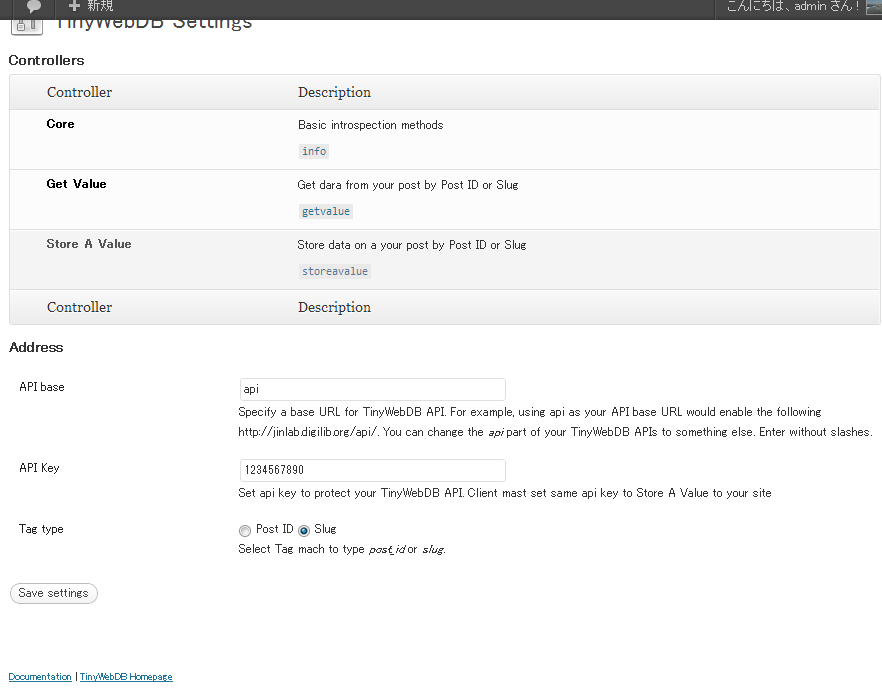 新規
こんにちは、admin さん！
TinyWebDB Settings
Controllers
Controller Description
Core Basic introspection methods
info
Get Value Get dara from your post by Post ID or Slug
getvalue
Store A Value Store data on a your post by Post ID or Slug
storeavalue
Controller Description
Address
API base api
Specify a base URL for TinyWebDB API. For example, using api as your API base URL would enable the following
http://jinlab.digilib.org/api/. You can change the api part of your TinyWebDB APIs to something else. Enter without slashes.
API Key 1234567890
Set api key to protect your TinyWebDB API. Client mast set same api key to Store A Value to your site
Tag type Post ID Slug
Select Tag mach to type post_id or slug.
Save settings
Documentation | TinyWebDB Homepage